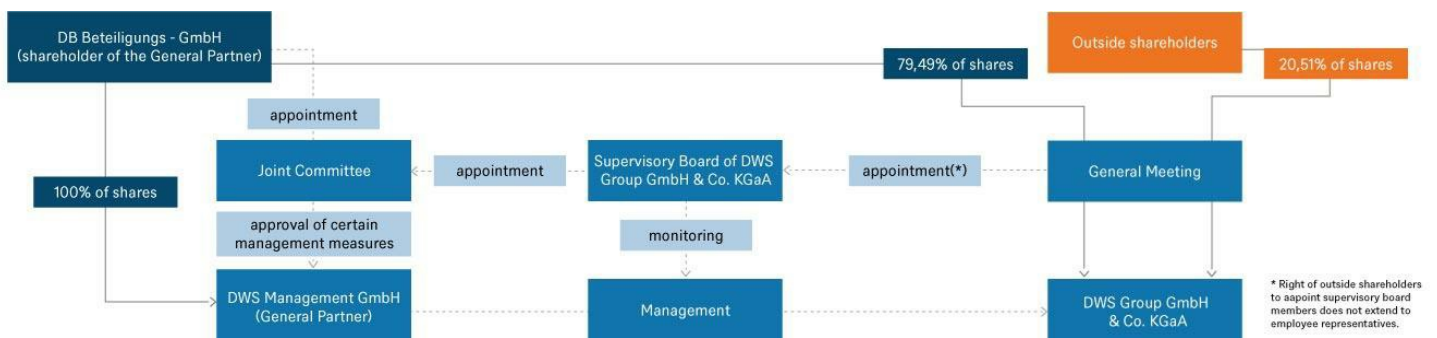 DB Beteiligungs - GmbH
(shareholder of the General Partner)
Outside shareholders
79,49% of shares
20,51% of shares
appointment
Joint Committee
appointment
Supervisory Board of DWS
Group GmbH & Co. KGaA
appointment(*)
General Meeting
100% of shares
approval of certain
management measures
monitoring
DWS Management GmbH
(General Partner)
Management
DWS Group GmbH
& Co. KGaA
* Right of outside shareholders
to aapoint supervisory board
members does not extend to
employee representatives.